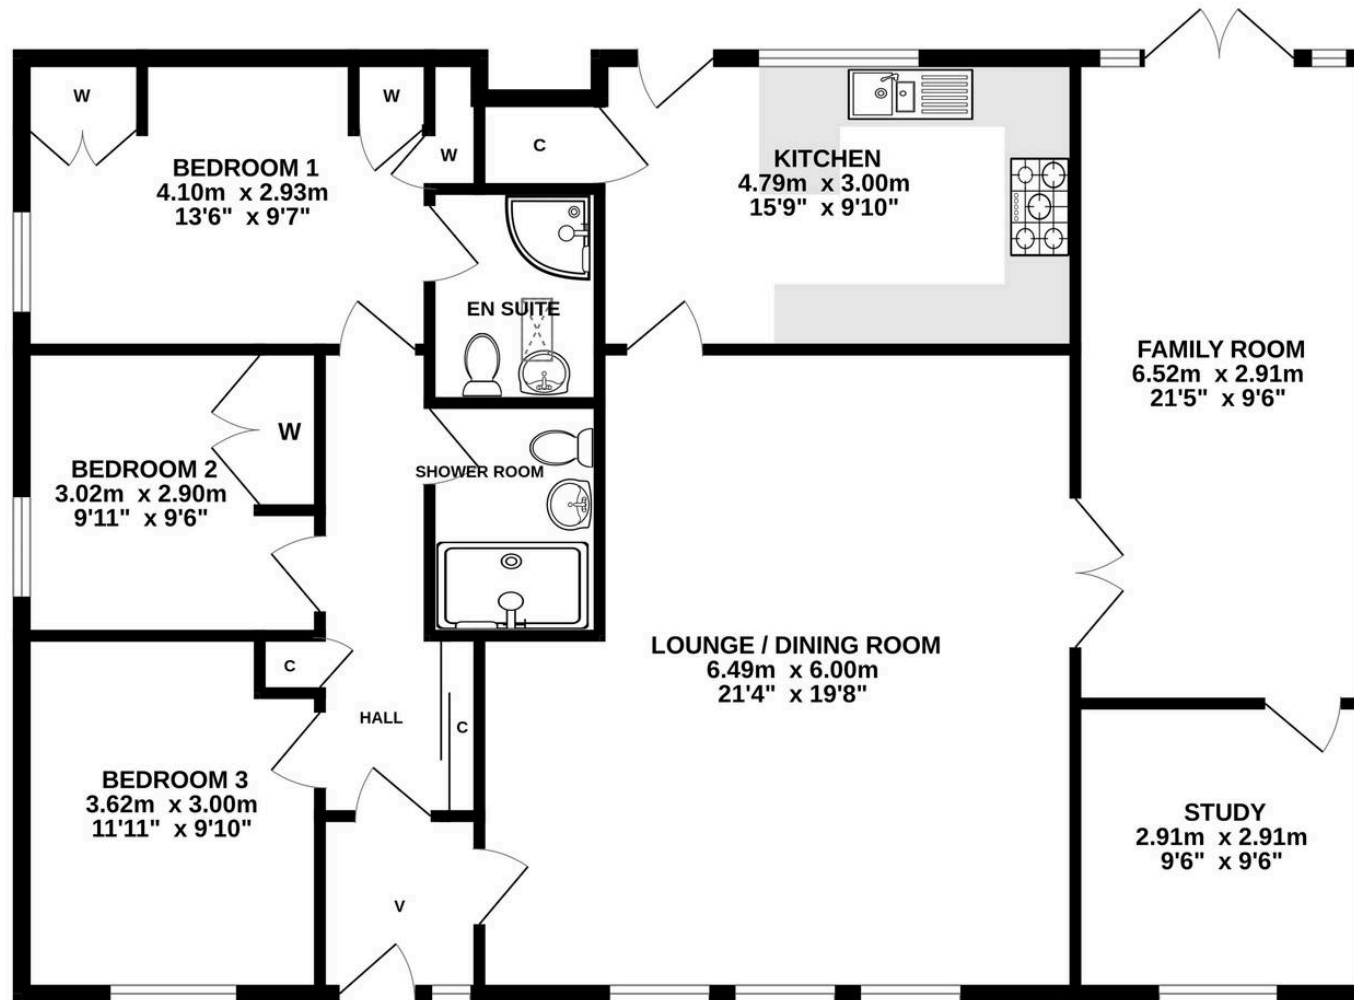 W
W
W
C
BEDROOM 1
4.10m x 2.93m
13'6" x 9'7"
KITCHEN
4.79m x 3.00m
15'9" x 9'10"
EN SUITE
FAMILY ROOM
6.52m x 2.91m
21'5" x 9'6"
W
BEDROOM 2
3.02m x 2.90m
9'11" x 9'6"
SHOWER ROOM
LOUNGE / DINING ROOM
6.49m x 6.00m
21'4" x 19'8"
C
HALL
C
BEDROOM 3
3.62m x 3.00m
11'11" x 9'10"
STUDY
2.91m x 2.91m
9'6" x 9'6"
V